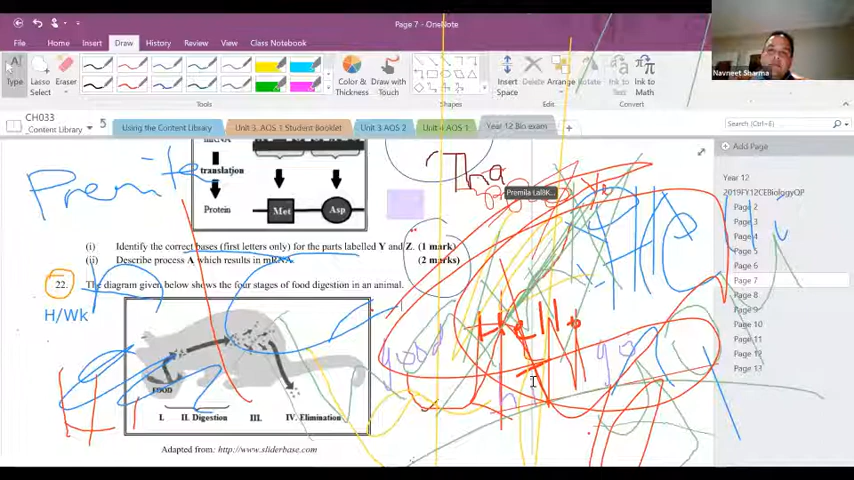 Page 7 - OneNote
File Home Insert Draw History Review View Class Notebook
Type Lasso Select Eraser Color & Thickness Draw with Touch Insert Space Delete Arrange Rotate Ink to Text Ink to Math
Tools Shapes Edit Convert
Navneet Sharma
CH033
_Content Library
5
Using the Content Library Unit 3. AOS 1 Student Booklet Unit 3 AOS 2 Unit 4 AOS 1 Year 12 Bio exam
Search (Ctrl+E)
Add Page
Year 12
2019FY12CEBiologyQP
Page 2
Page 3
Page 4
Page 5
Page 6
Page 7
Page 8
Page 9
Page 10
Page 11
Page 12
Page 13
mRNA
translation
Protein Met Asp
Premila LalBK...
(i) Identify the correct bases (first letters only) for the parts labelled Y and Z. (1 mark)
(ii) Describe process A which results in mRNA. (2 marks)
22. The diagram given below shows the four stages of food digestion in an animal.
H/Wk
FOOD
I. II. Digestion III. IV. Elimination
Adapted from: http://www.sliderbase.com
good